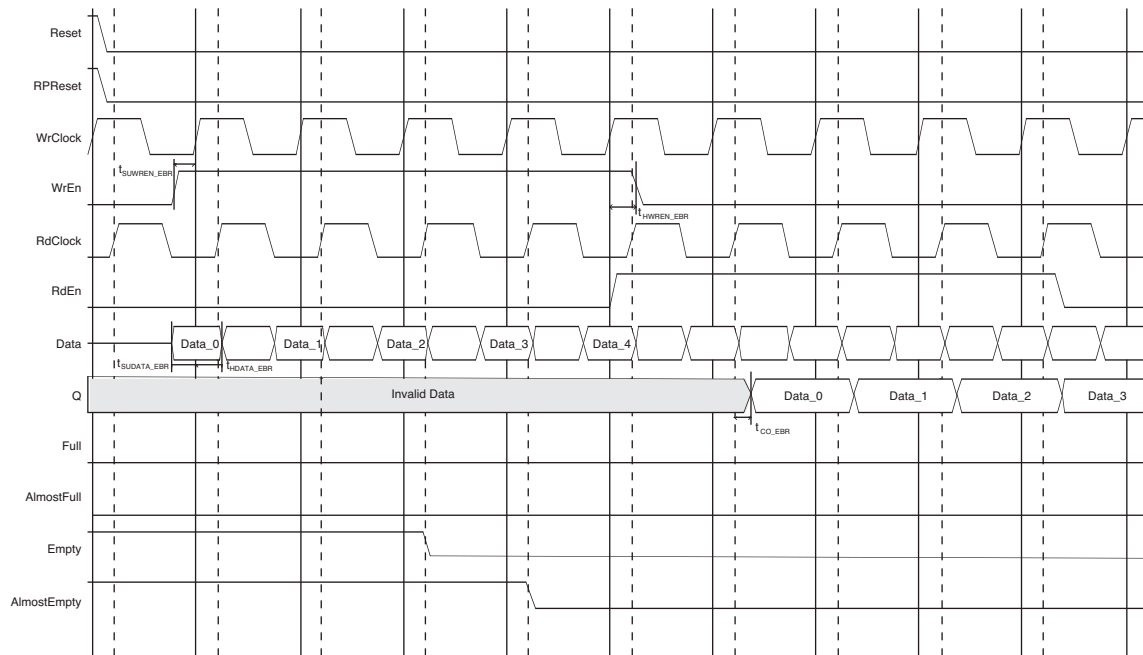 Reset
RPReset
WrClock
tSUWREN_EBR
WrEn
tHWREN_EBR
RdClock
RdEn
Data Data_0 Data_1 Data_2 Data_3 Data_4
tSUDATA_EBR tHDATA_EBR
Q Invalid Data Data_0 Data_1 Data_2 Data_3
tCO_EBR
Full
AlmostFull
Empty
AlmostEmpty